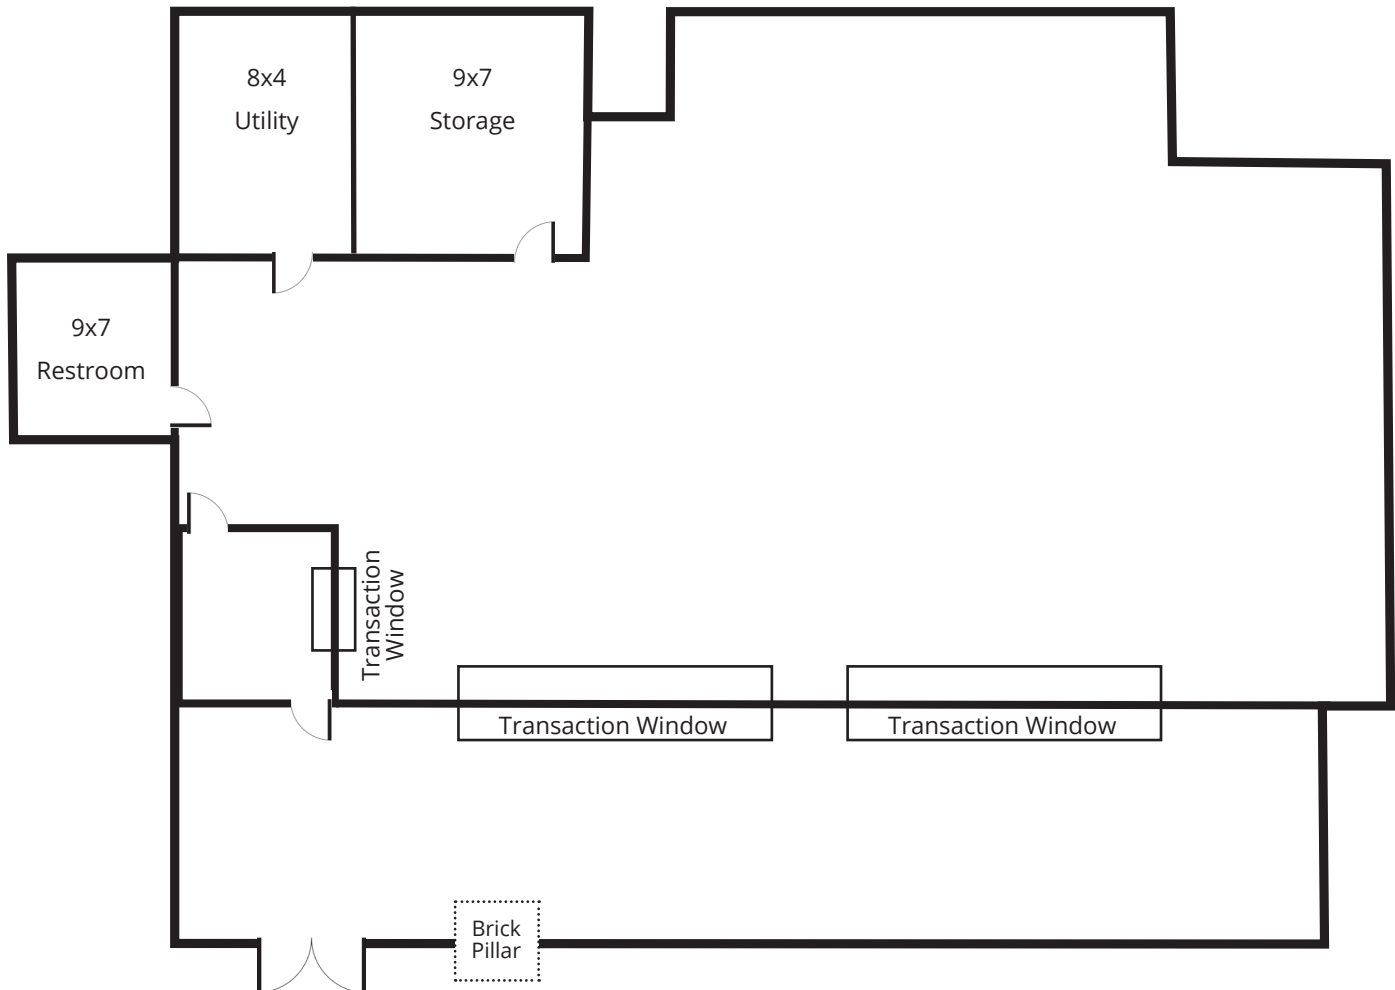 8x4
Utility
9x7
Storage
9x7
Restroom
Transaction
Window
Transaction Window
Transaction Window
Brick
Pillar